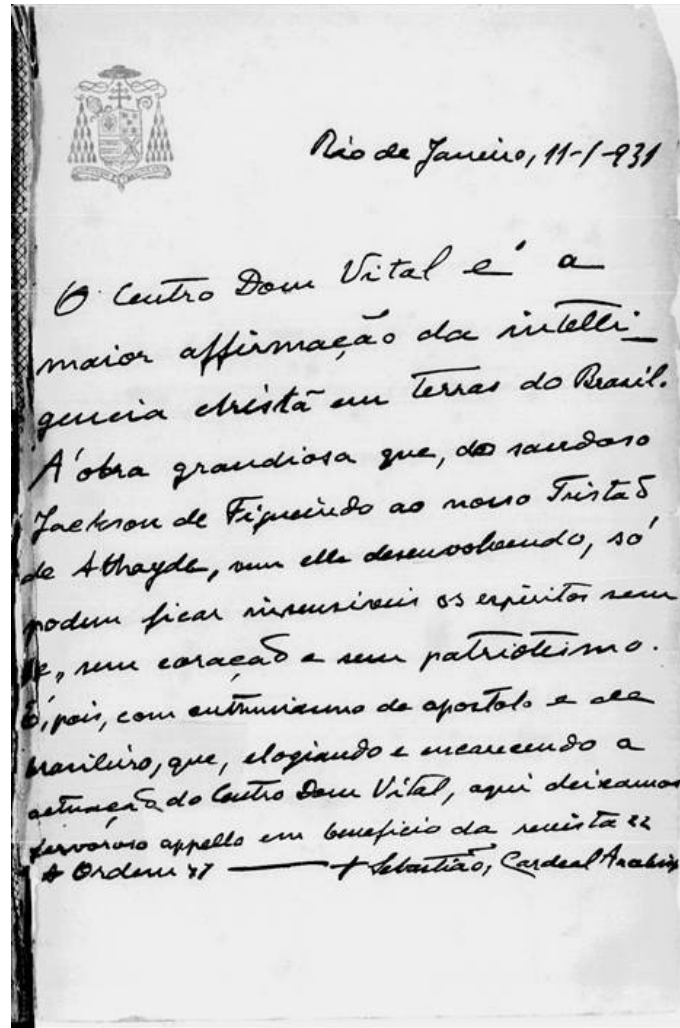 Rio de Janeiro, 11-1-931
O Centro Dom Vital é a
maior affirmação da intelli-
gencia christã em terras do Brasil.
Á obra grandiosa que, do saudoso
Jackson de Figueiredo ao nosso Tristão
de Athayde, vem elle desenvolvendo, só
podem ficar insensiveis os espiritos sem
fé, sem coração e sem patriotismo.
É, pois, com enthusiasmo de apostolo e de
brasileiro, que, elogiando e encarecendo a
actuação do Centro Dom Vital, aqui deixamos
fervoroso appello em beneficio da revista "
A Ordem" — + Sebastião, Cardeal Arcebispo